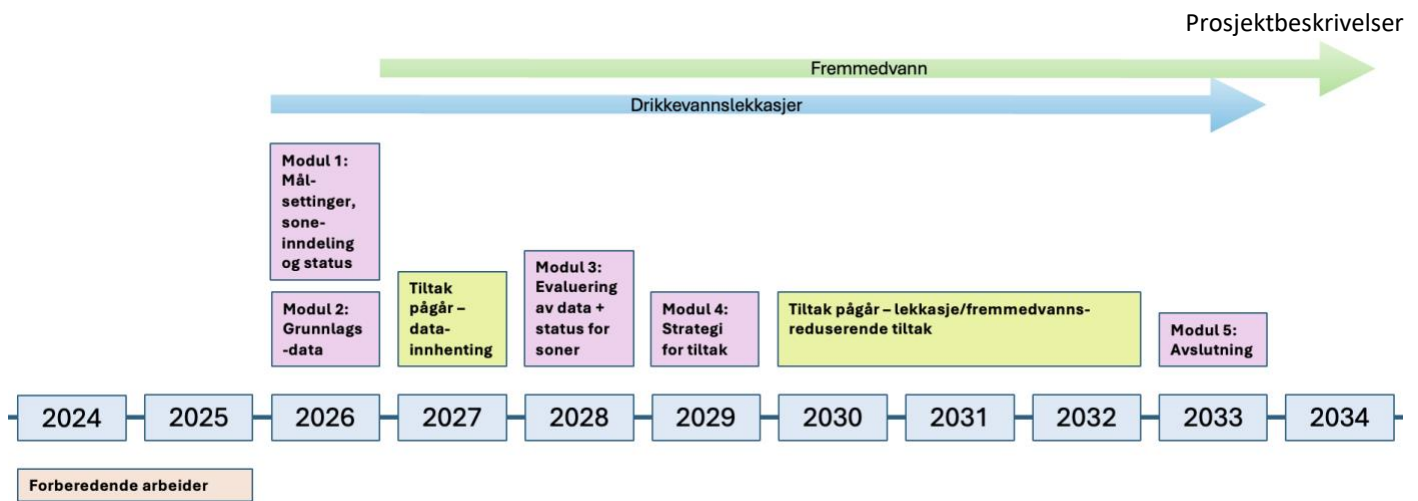 Prosjektbeskrivelser
Fremmedvann
Drikkevannslekkasjer
Modul 1:
Mål-
settinger,
sone-
inndeling
og status
Modul 2:
Grunnlags
-data
Tiltak
pågår –
data-
innhenting
Modul 3:
Evaluering
av data +
status for
soner
Modul 4:
Strategi
for tiltak
Tiltak pågår – lekkasje/fremmedvanns-
reduserende tiltak
Modul 5:
Avslutning
2024
2025
2026
2027
2028
2029
2030
2031
2032
2033
2034
Forberedende arbeider